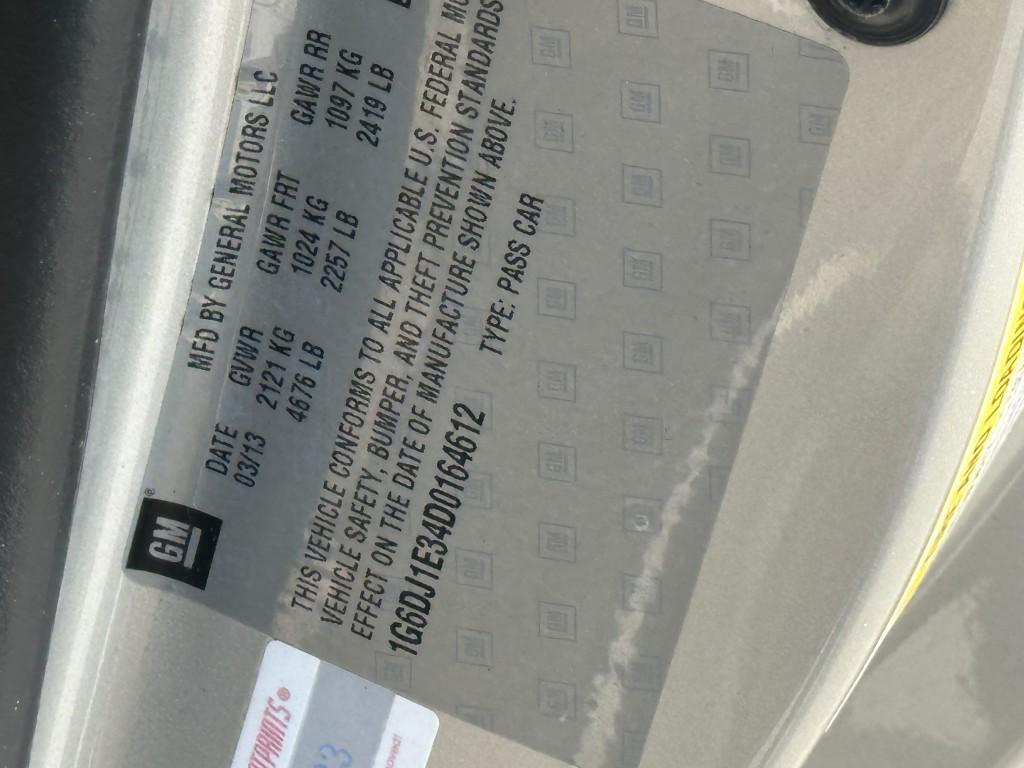 GM®
MFD BY GENERAL MOTORS LLC
DATE GVWR GAWR FRT GAWR RR
03/13 2121 KG 1024 KG 1097 KG
4676 LB 2257 LB 2419 LB
THIS VEHICLE CONFORMS TO ALL APPLICABLE U.S. FEDERAL
VEHICLE SAFETY, BUMPER, AND THEFT PREVENTION STANDARDS
EFFECT ON THE DATE OF MANUFACTURE SHOWN ABOVE.
1G6DJ1E34D0164612 TYPE: PASS CAR